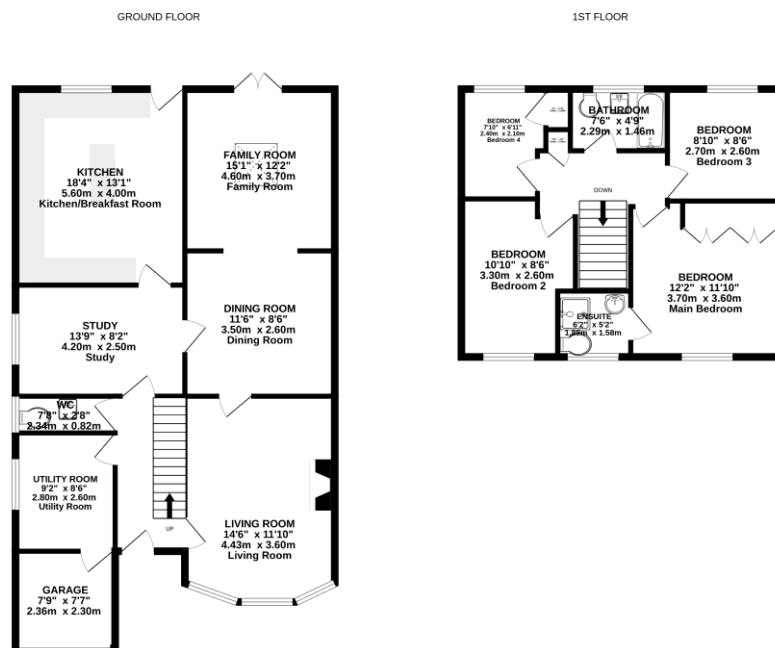 GROUND FLOOR
KITCHEN
18'4" x 13'1"
5.60m x 4.00m
Kitchen/Breakfast Room
FAMILY ROOM
15'1" x 12'2"
4.60m x 3.70m
Family Room
STUDY
13'9" x 8'2"
4.20m x 2.50m
Study
DINING ROOM
11'6" x 8'6"
3.50m x 2.60m
Dining Room
WC
7'8" x 2'8"
2.34m x 0.82m
UTILITY ROOM
9'2" x 8'6"
2.80m x 2.60m
Utility Room
UP
LIVING ROOM
14'6" x 11'10"
4.43m x 3.60m
Living Room
GARAGE
7'9" x 7'7"
2.36m x 2.30m
1ST FLOOR
BEDROOM
7'10" x 6'11"
2.40m x 2.10m
Bedroom 4
BATHROOM
7'6" x 4'9"
2.29m x 1.46m
BEDROOM
8'10" x 8'6"
2.70m x 2.60m
Bedroom 3
DOWN
BEDROOM
10'10" x 8'6"
3.30m x 2.60m
Bedroom 2
BEDROOM
12'2" x 11'10"
3.70m x 3.60m
Main Bedroom
ENSUITE
6'2" x 5'2"
x 1.58m